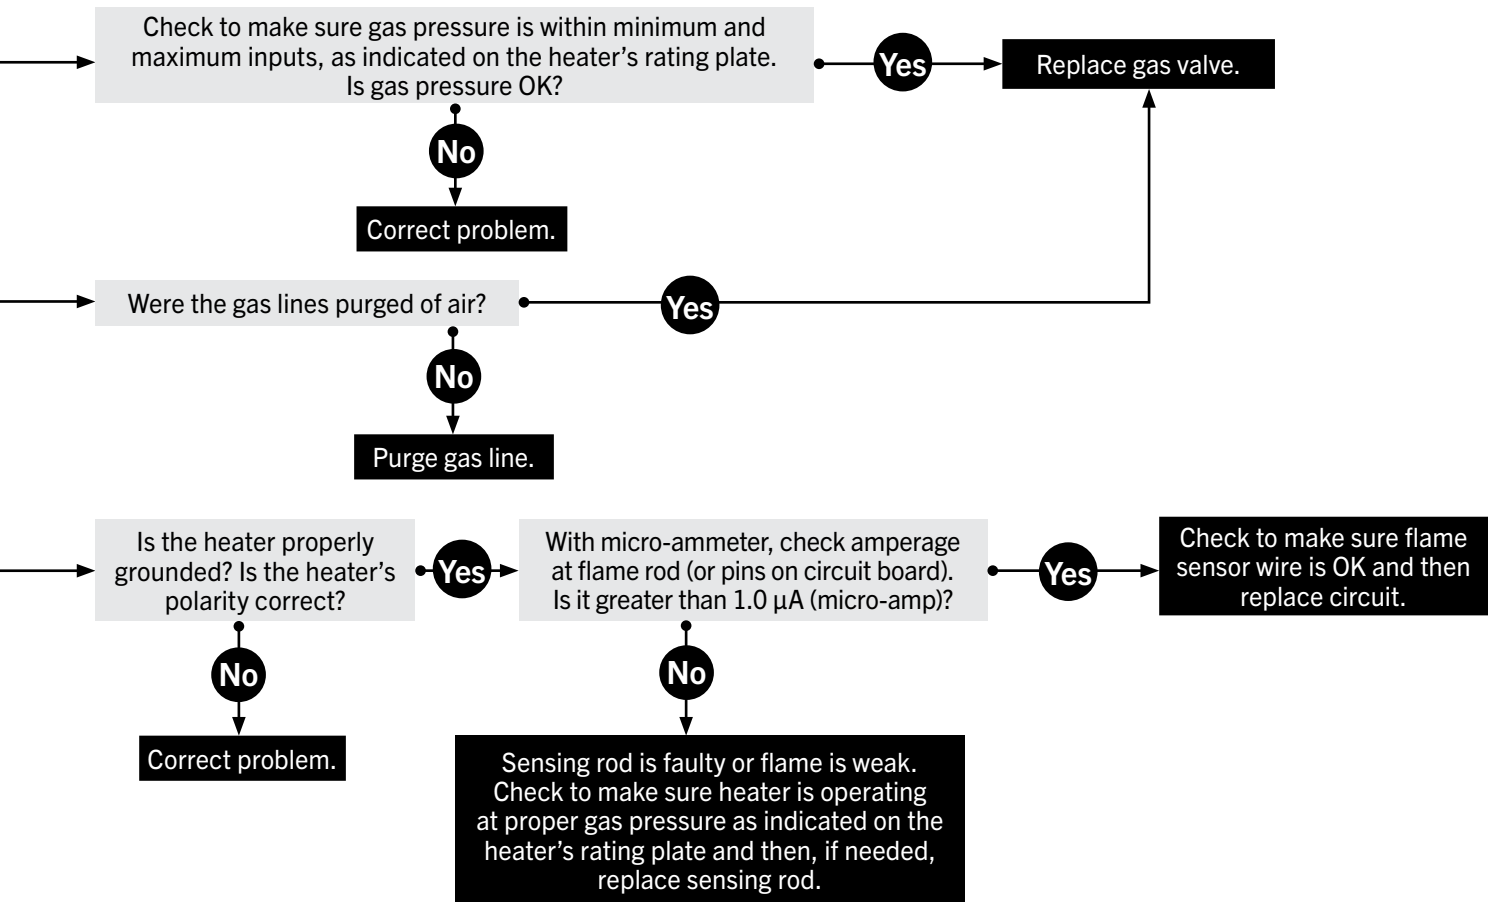 Check to make sure gas pressure is within minimum and
maximum inputs, as indicated on the heater’s rating plate.
Is gas pressure OK?
Yes
Replace gas valve.
No
Correct problem.
Were the gas lines purged of air?
Yes
No
Purge gas line.
Is the heater properly
grounded? Is the heater’s
polarity correct?
Yes
With micro-ammeter, check amperage
at flame rod (or pins on circuit board).
Is it greater than 1.0 µA (micro-amp)?
Yes
Check to make sure flame
sensor wire is OK and then
replace circuit.
No
Correct problem.
No
Sensing rod is faulty or flame is weak.
Check to make sure heater is operating
at proper gas pressure as indicated on the
heater’s rating plate and then, if needed,
replace sensing rod.